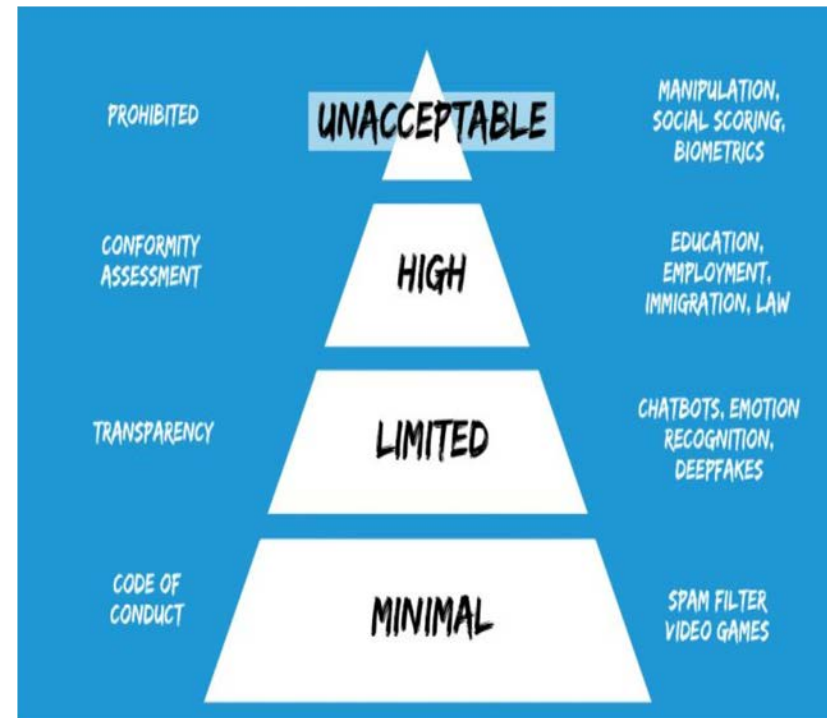 PROHIBITED
UNACCEPTABLE
MANIPULATION,
SOCIAL SCORING,
BIOMETRICS
CONFORMITY
ASSESSMENT
HIGH
EDUCATION,
EMPLOYMENT,
IMMIGRATION, LAW
TRANSPARENCY
LIMITED
CHATBOTS, EMOTION
RECOGNITION,
DEEPFAKES
CODE OF
CONDUCT
MINIMAL
SPAM FILTER
VIDEO GAMES